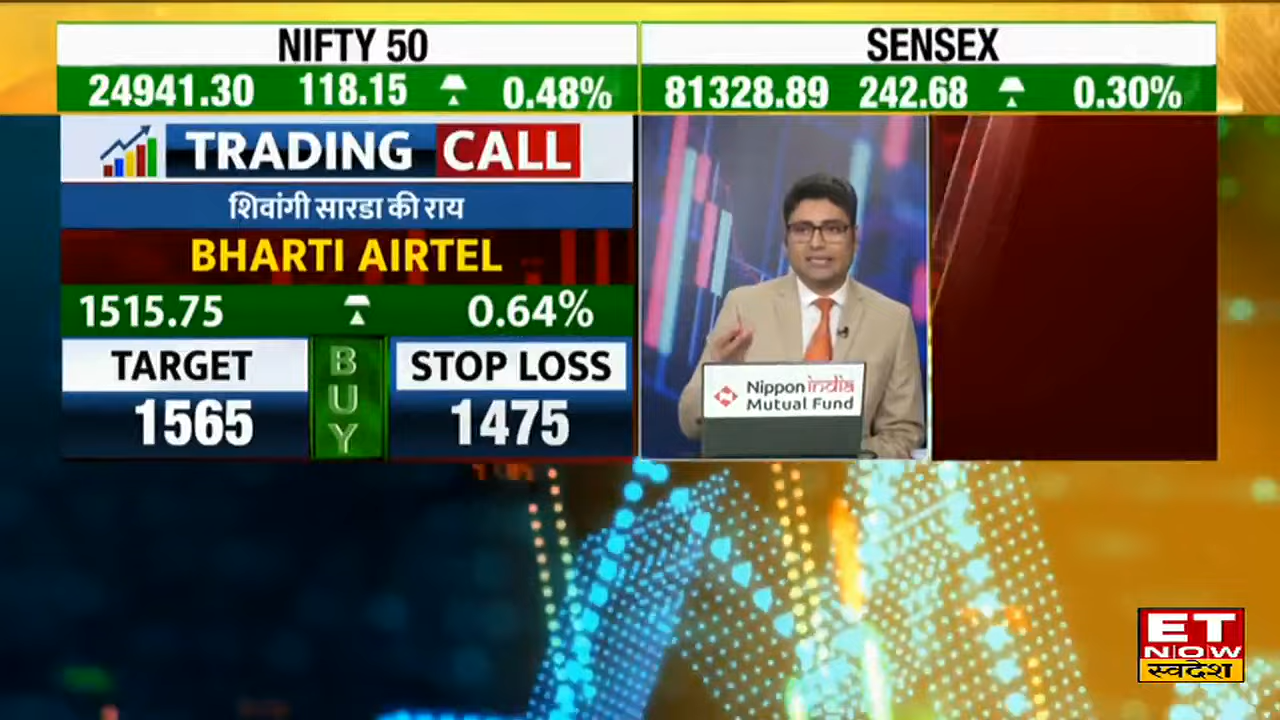 NIFTY 50
24941.30 118.15 0.48%
SENSEX
81328.89 242.68 0.30%
TRADING CALL
शिवांगी सारडा की राय
BHARTI AIRTEL
1515.75 0.64%
TARGET
1565
BUY
STOP LOSS
1475
Nippon india
Mutual Fund
ET
NOW
स्वदेश